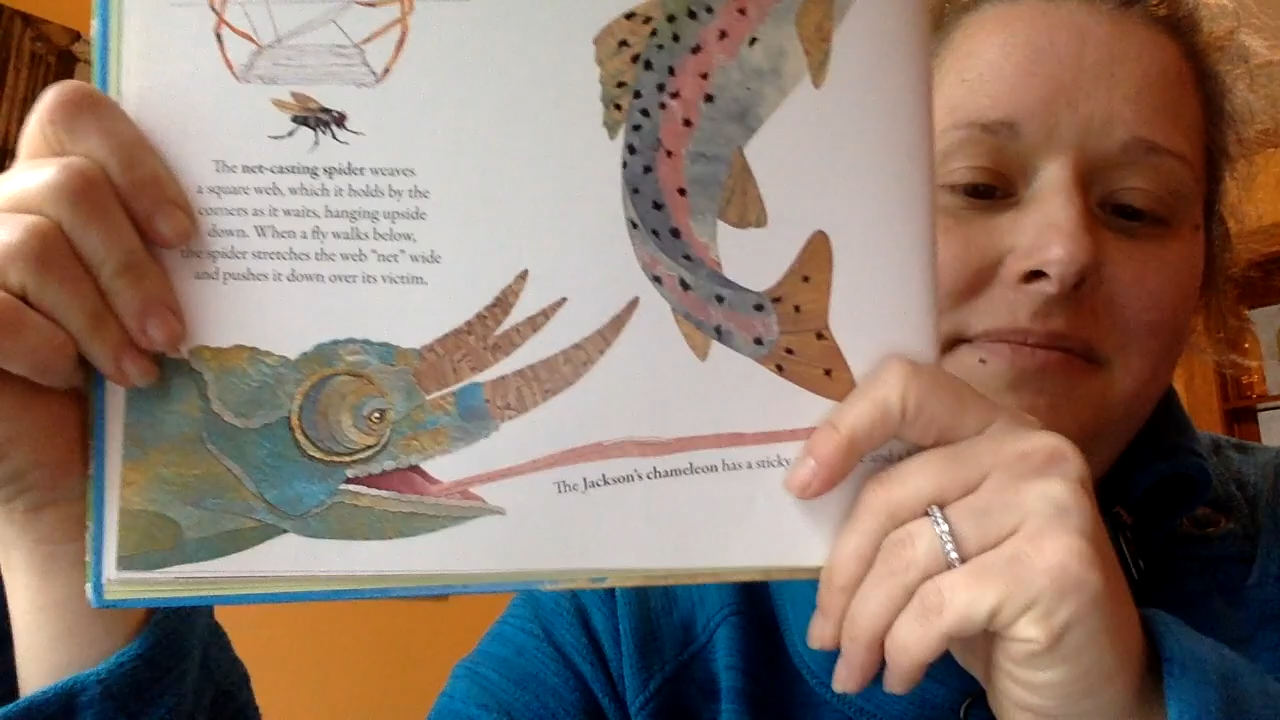 The net-casting spider weaves
a square web, which it holds by the
corners as it waits, hanging upside
down. When a fly walks below,
the spider stretches the web "net" wide
and pushes it down over its victim.
The Jackson's chameleon has a sticky and